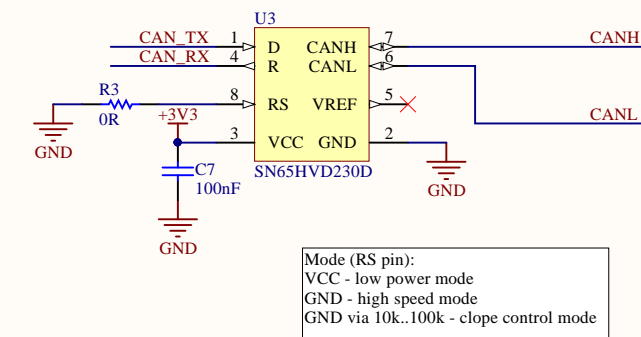 U3
CAN_TX 1 D CANH 7 CANH
CAN_RX 4 R CANL 6
R3 8 RS VREF 5 CANL
0R +3V3
GND 3 VCC GND 2
C7 SN65HVD230D
100nF GND
GND
Mode (RS pin):
VCC - low power mode
GND - high speed mode
GND via 10k..100k - clope control mode